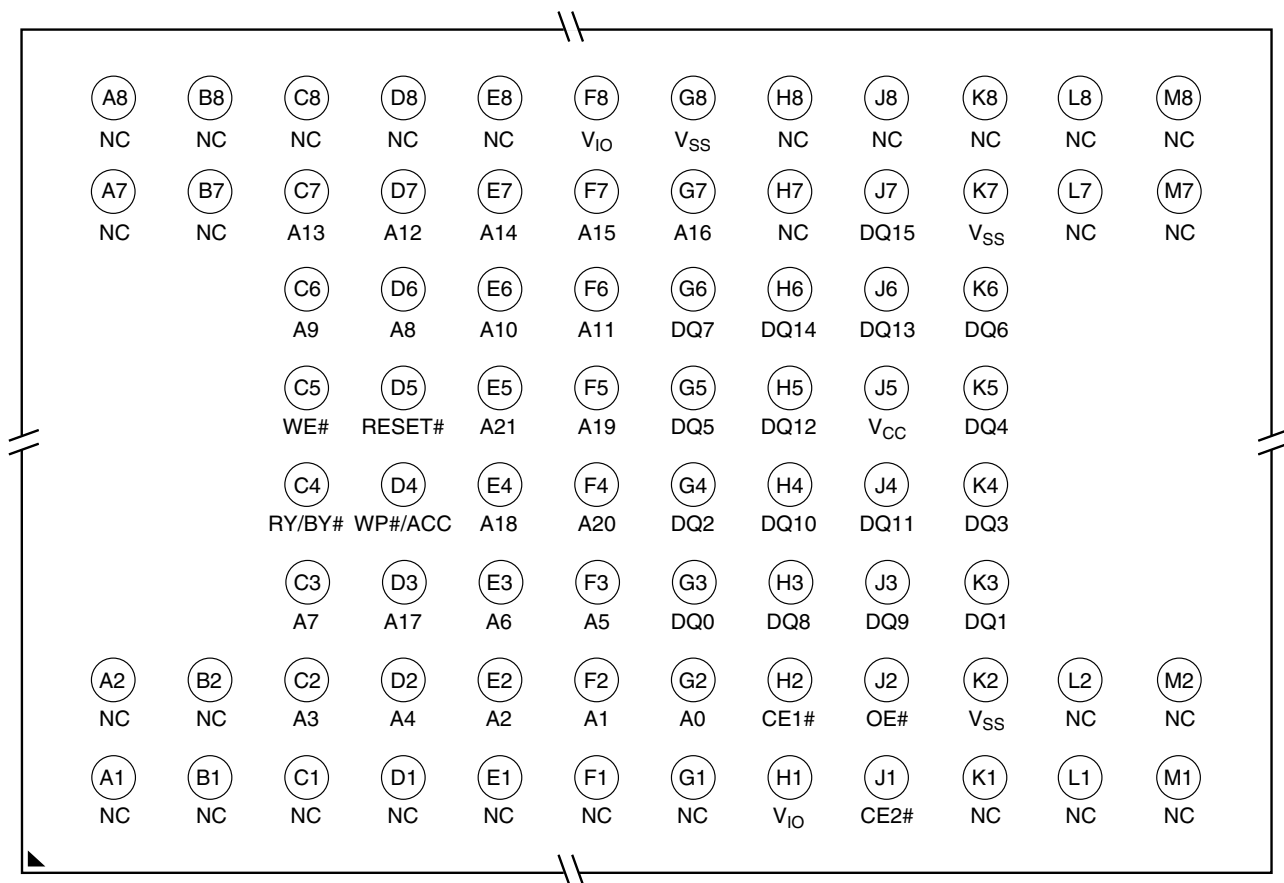 A8 B8 C8 D8 E8 F8 G8 H8 J8 K8 L8 M8
NC NC NC NC NC VIO VSS NC NC NC NC NC
A7 B7 C7 D7 E7 F7 G7 H7 J7 K7 L7 M7
NC NC A13 A12 A14 A15 A16 NC DQ15 VSS NC NC
C6 D6 E6 F6 G6 H6 J6 K6
A9 A8 A10 A11 DQ7 DQ14 DQ13 DQ6
C5 D5 E5 F5 G5 H5 J5 K5
WE# RESET# A21 A19 DQ5 DQ12 VCC DQ4
C4 D4 E4 F4 G4 H4 J4 K4
RY/BY# WP#/ACC A18 A20 DQ2 DQ10 DQ11 DQ3
C3 D3 E3 F3 G3 H3 J3 K3
A7 A17 A6 A5 DQ0 DQ8 DQ9 DQ1
A2 B2 C2 D2 E2 F2 G2 H2 J2 K2 L2 M2
NC NC A3 A4 A2 A1 A0 CE1# OE# VSS NC NC
A1 B1 C1 D1 E1 F1 G1 H1 J1 K1 L1 M1
NC NC NC NC NC NC NC VIO CE2# NC NC NC